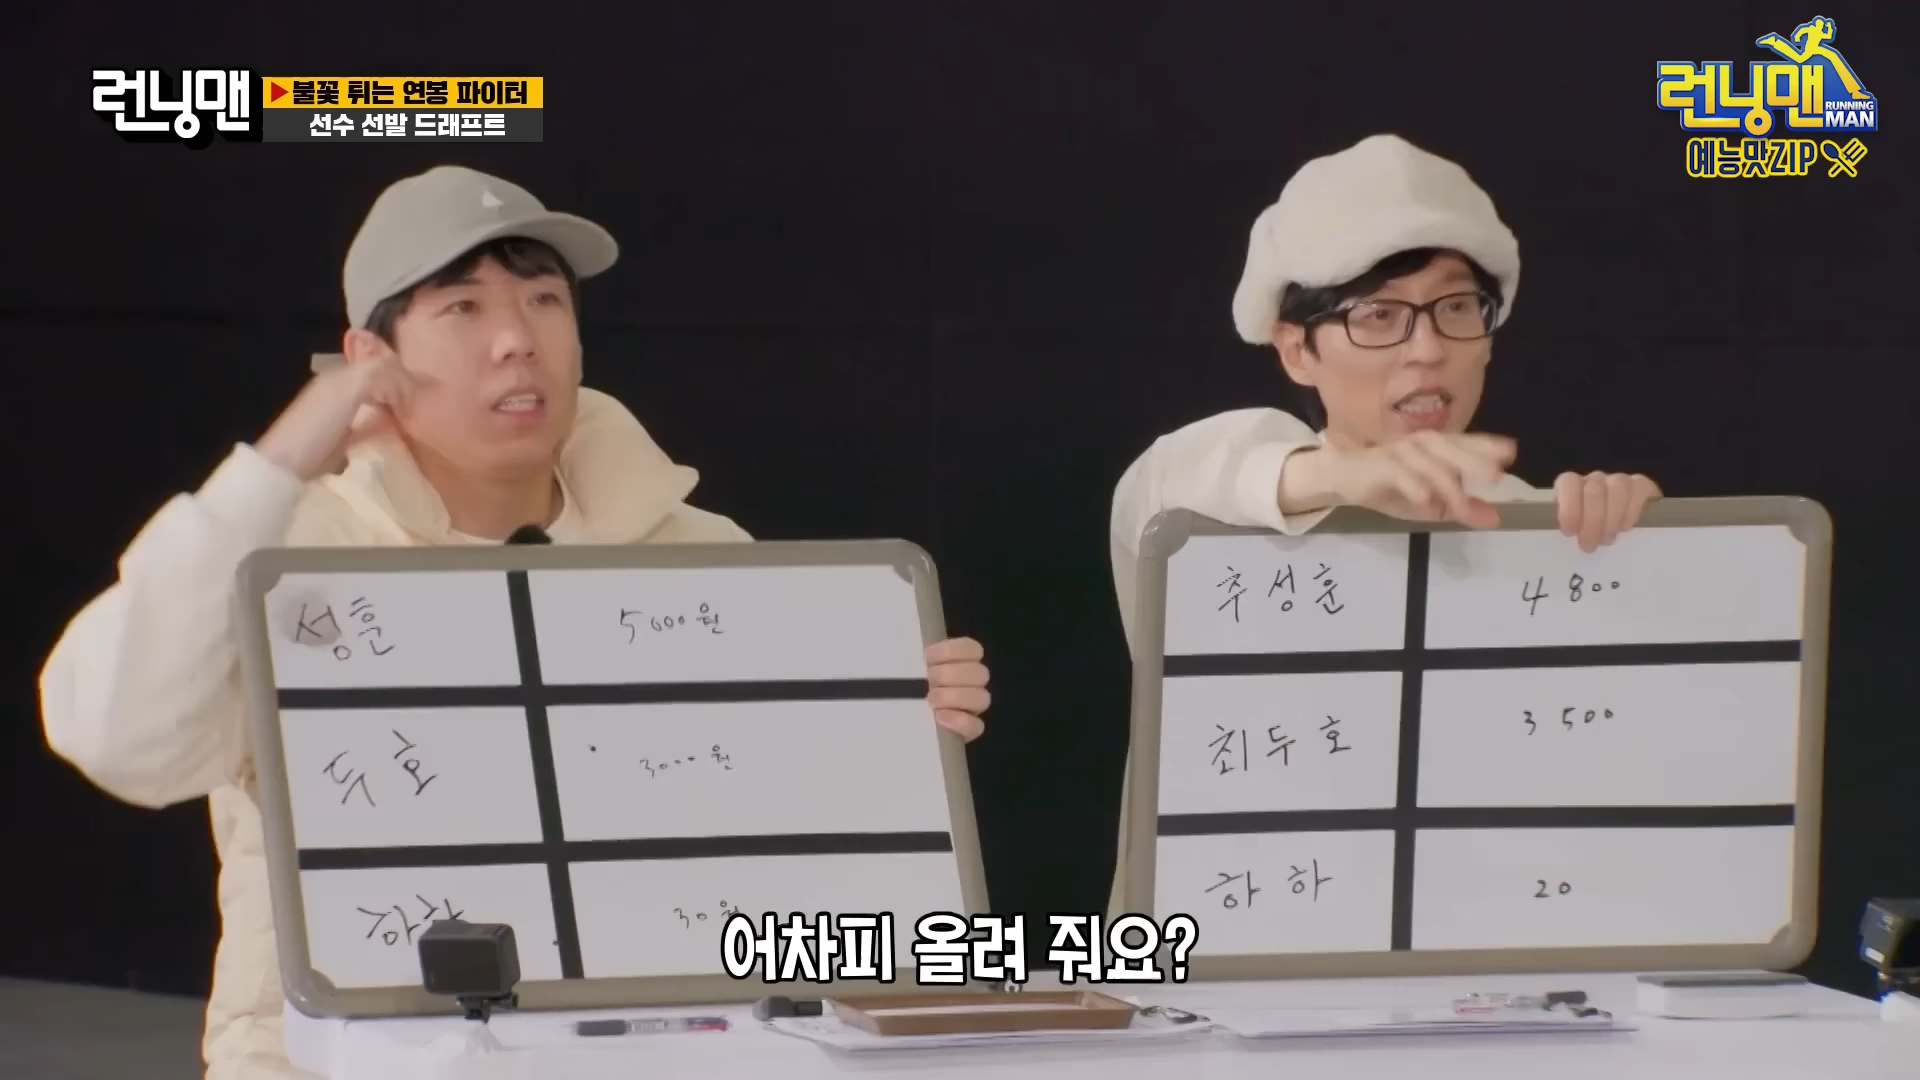 런닝맨
불꽃 튀는 연봉 파이터
선수 선발 드래프트
런닝맨
RUNNING
MAN
예능맛ZIP
성훈 5000원
두호 3000원
하하 30원
추성훈 4800
최두호 3500
하하 20
어차피 올려 줘요?